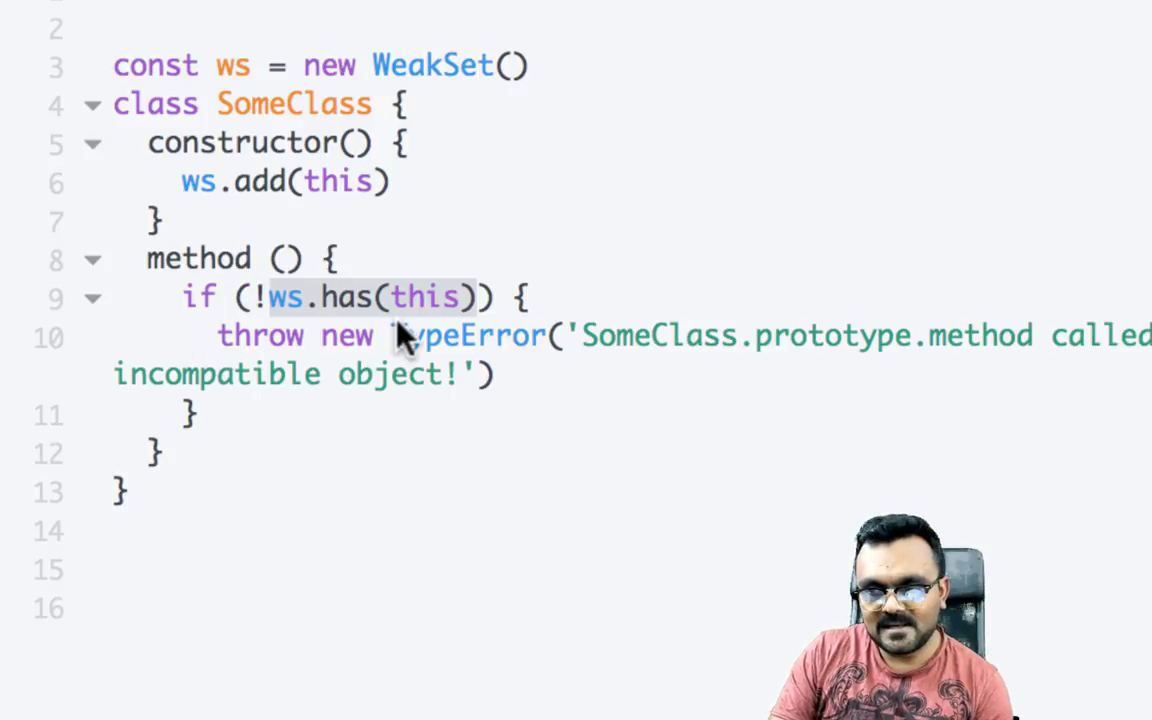 2
3 const ws = new WeakSet()
4 class SomeClass {
5 constructor() {
6 ws.add(this)
7 }
8 method () {
9 if (!ws.has(this)) {
10 throw new TypeError('SomeClass.prototype.method called
incompatible object!')
11 }
12 }
13 }
14
15
16